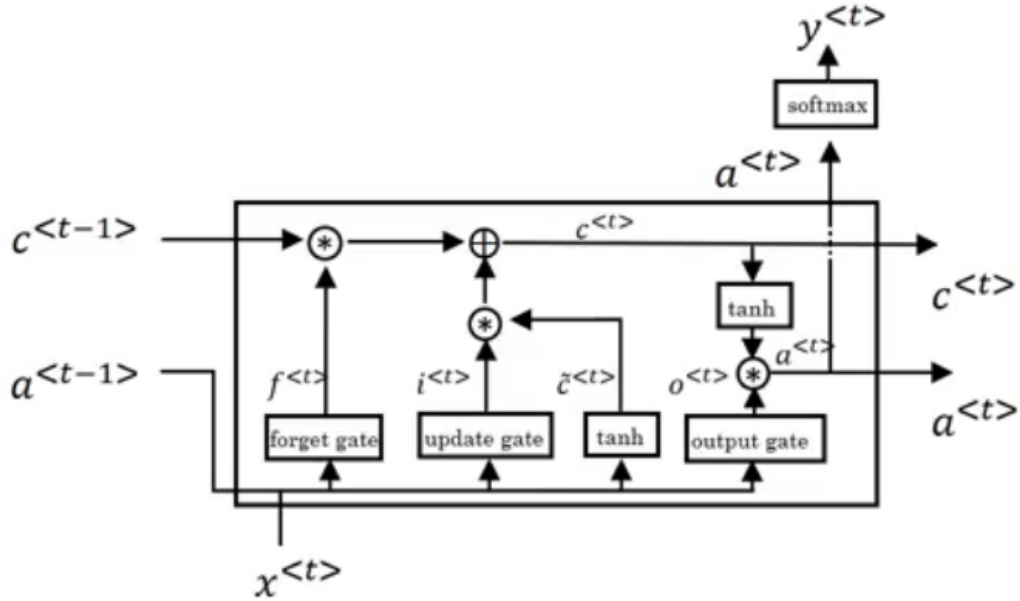 y<t>
softmax
a<t>
c<t-1>
*
c<t>
c<t>
tanh
*
a<t-1>
f<t>
i<t>
c̃<t>
o<t>
*
a<t>
a<t>
forget gate
update gate
tanh
output gate
x<t>